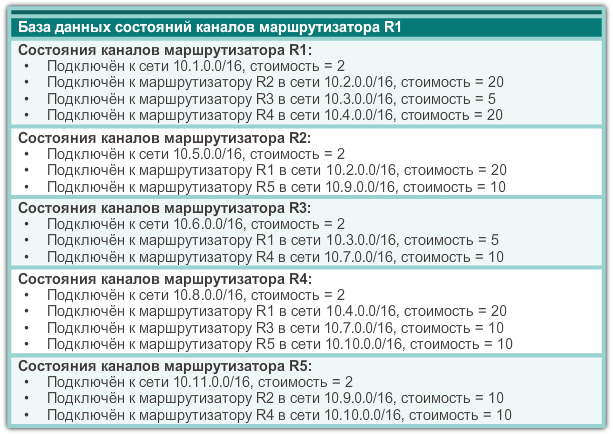 База данных состояний каналов маршрутизатора R1
Состояния каналов маршрутизатора R1:
• Подключён к сети 10.1.0.0/16, стоимость = 2
• Подключён к маршрутизатору R2 в сети 10.2.0.0/16, стоимость = 20
• Подключён к маршрутизатору R3 в сети 10.3.0.0/16, стоимость = 5
• Подключён к маршрутизатору R4 в сети 10.4.0.0/16, стоимость = 20
Состояния каналов маршрутизатора R2:
• Подключён к сети 10.5.0.0/16, стоимость = 2
• Подключён к маршрутизатору R1 в сети 10.2.0.0/16, стоимость = 20
• Подключён к маршрутизатору R5 в сети 10.9.0.0/16, стоимость = 10
Состояния каналов маршрутизатора R3:
• Подключён к сети 10.6.0.0/16, стоимость = 2
• Подключён к маршрутизатору R1 в сети 10.3.0.0/16, стоимость = 5
• Подключён к маршрутизатору R4 в сети 10.7.0.0/16, стоимость = 10
Состояния каналов маршрутизатора R4:
• Подключён к сети 10.8.0.0/16, стоимость = 2
• Подключён к маршрутизатору R1 в сети 10.4.0.0/16, стоимость = 20
• Подключён к маршрутизатору R3 в сети 10.7.0.0/16, стоимость = 10
• Подключён к маршрутизатору R5 в сети 10.10.0.0/16, стоимость = 10
Состояния каналов маршрутизатора R5:
• Подключён к сети 10.11.0.0/16, стоимость = 2
• Подключён к маршрутизатору R2 в сети 10.9.0.0/16, стоимость = 10
• Подключён к маршрутизатору R4 в сети 10.10.0.0/16, стоимость = 10